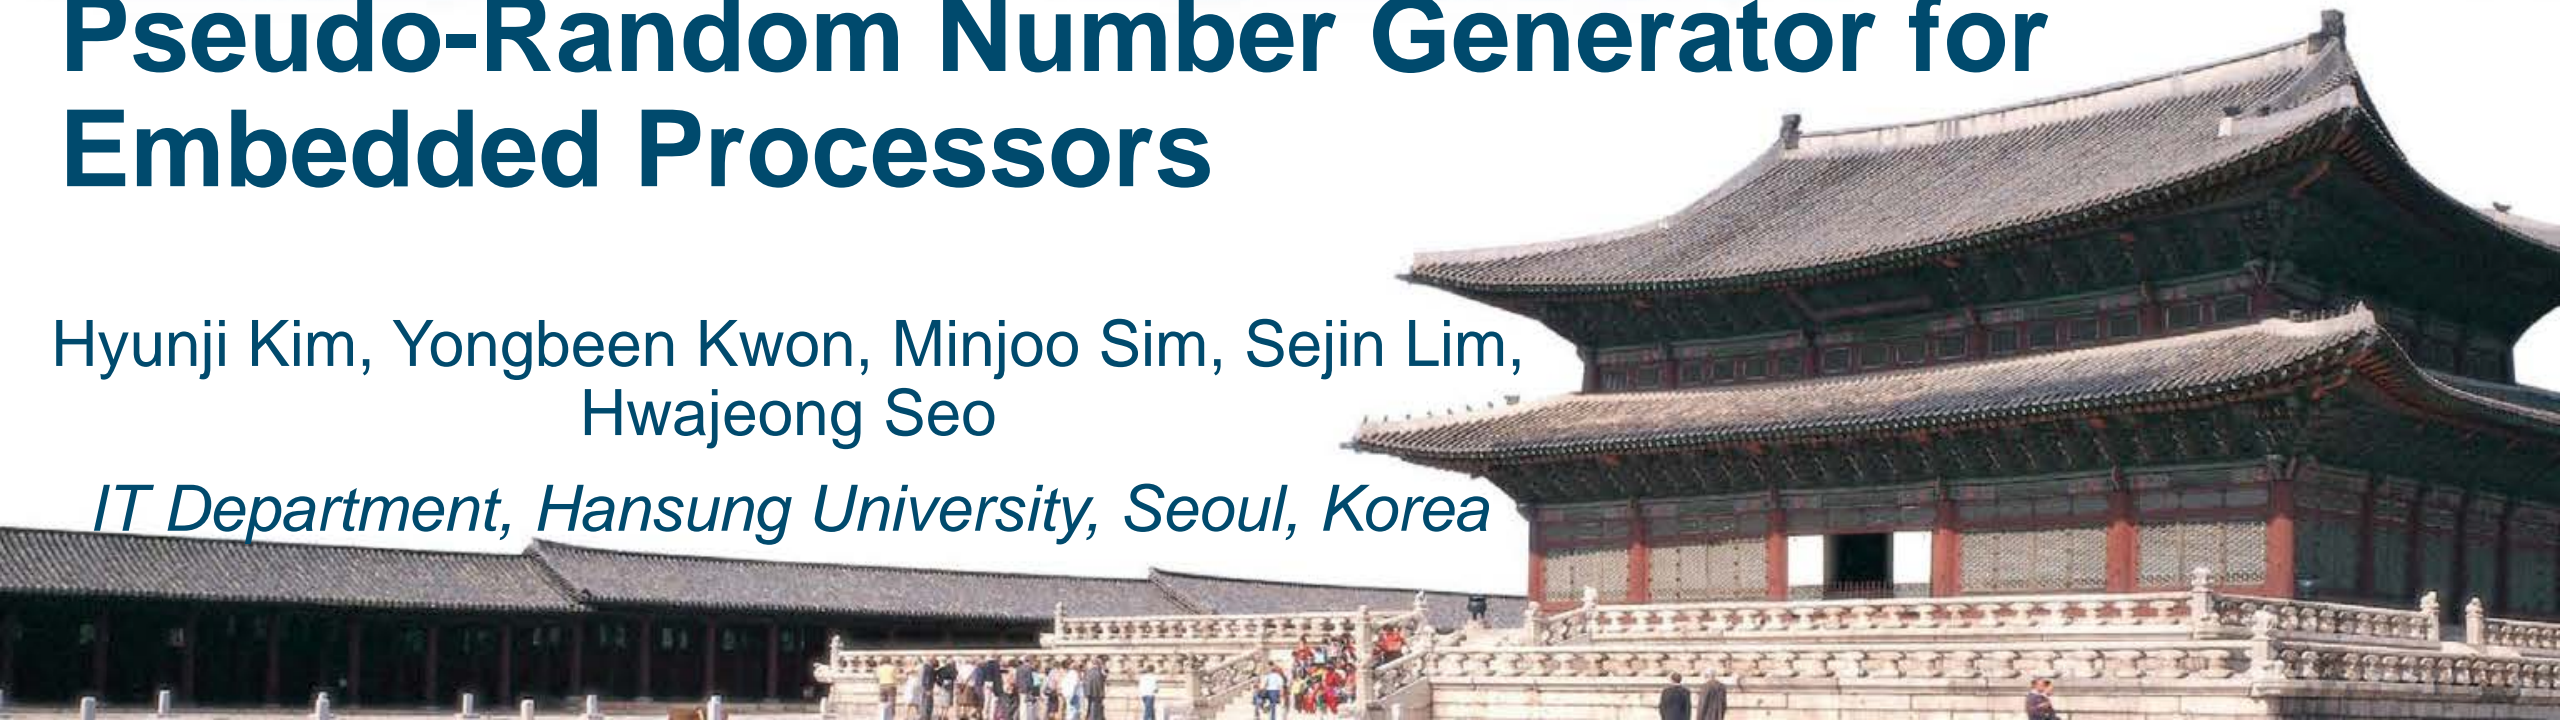 Pseudo-Random Number Generator for
Embedded Processors
Hyunji Kim, Yongbeen Kwon, Minjoo Sim, Sejin Lim,
Hwajeong Seo
IT Department, Hansung University, Seoul, Korea